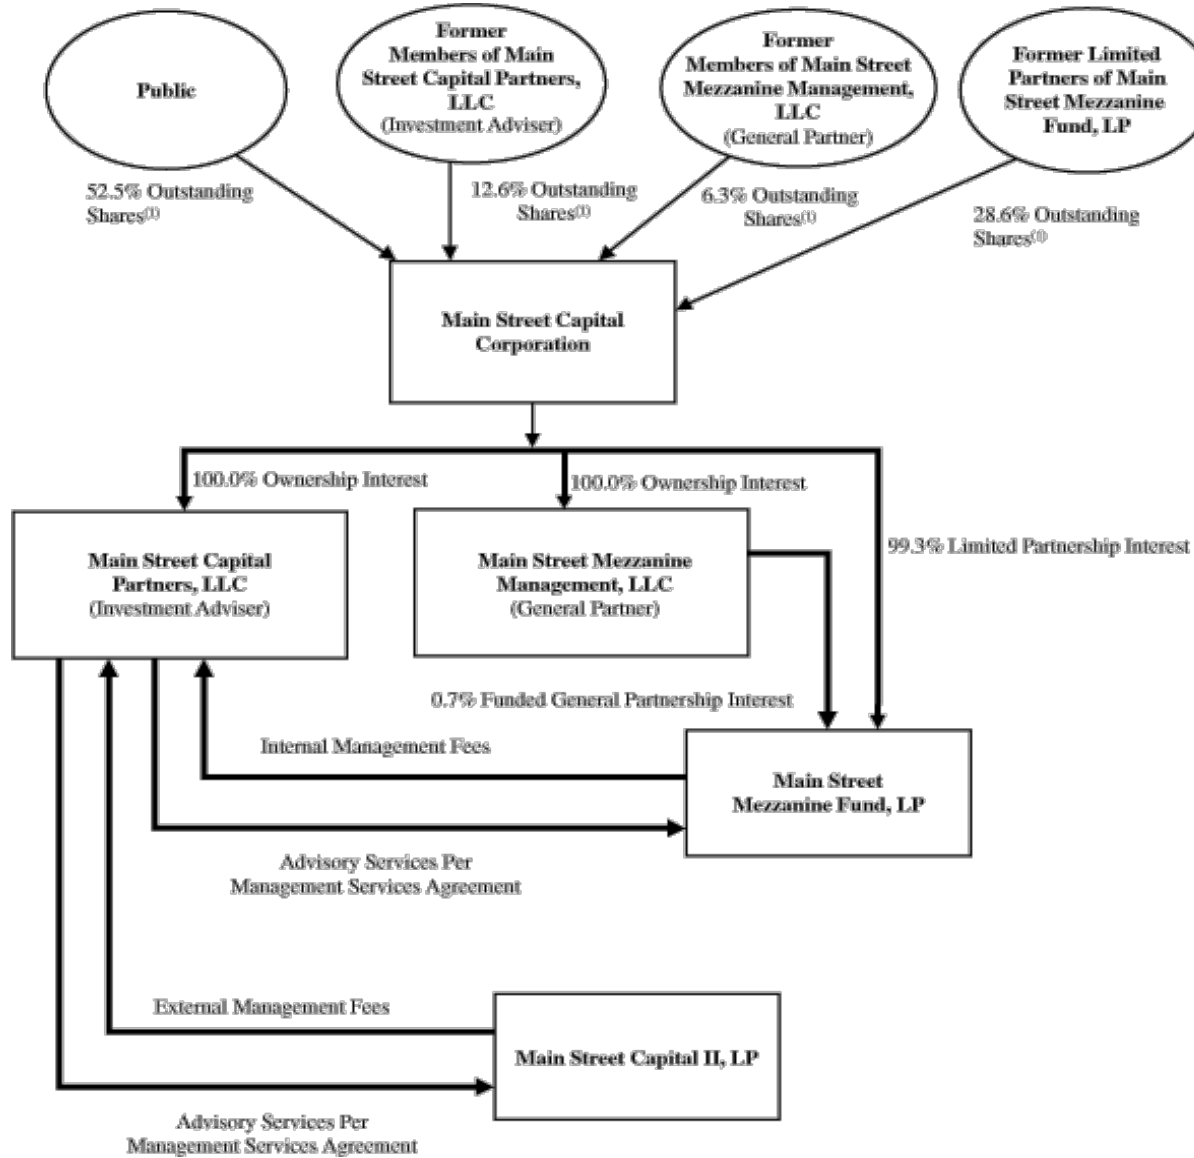 Public
Former
Members of Main
Street Capital Partners,
LLC
(Investment Adviser)
Former
Members of Main Street
Mezzanine Management,
LLC
(General Partner)
Former Limited
Partners of Main
Street Mezzanine
Fund, LP
52.5% Outstanding
Shares(1)
12.6% Outstanding
Shares(1)
6.3% Outstanding
Shares(1)
28.6% Outstanding
Shares(1)
Main Street Capital
Corporation
100.0% Ownership Interest
100.0% Ownership Interest
99.3% Limited Partnership Interest
Main Street Capital
Partners, LLC
(Investment Adviser)
Main Street Mezzanine
Management, LLC
(General Partner)
0.7% Funded General Partnership Interest
Internal Management Fees
Main Street
Mezzanine Fund, LP
Advisory Services Per
Management Services Agreement
External Management Fees
Main Street Capital II, LP
Advisory Services Per
Management Services Agreement